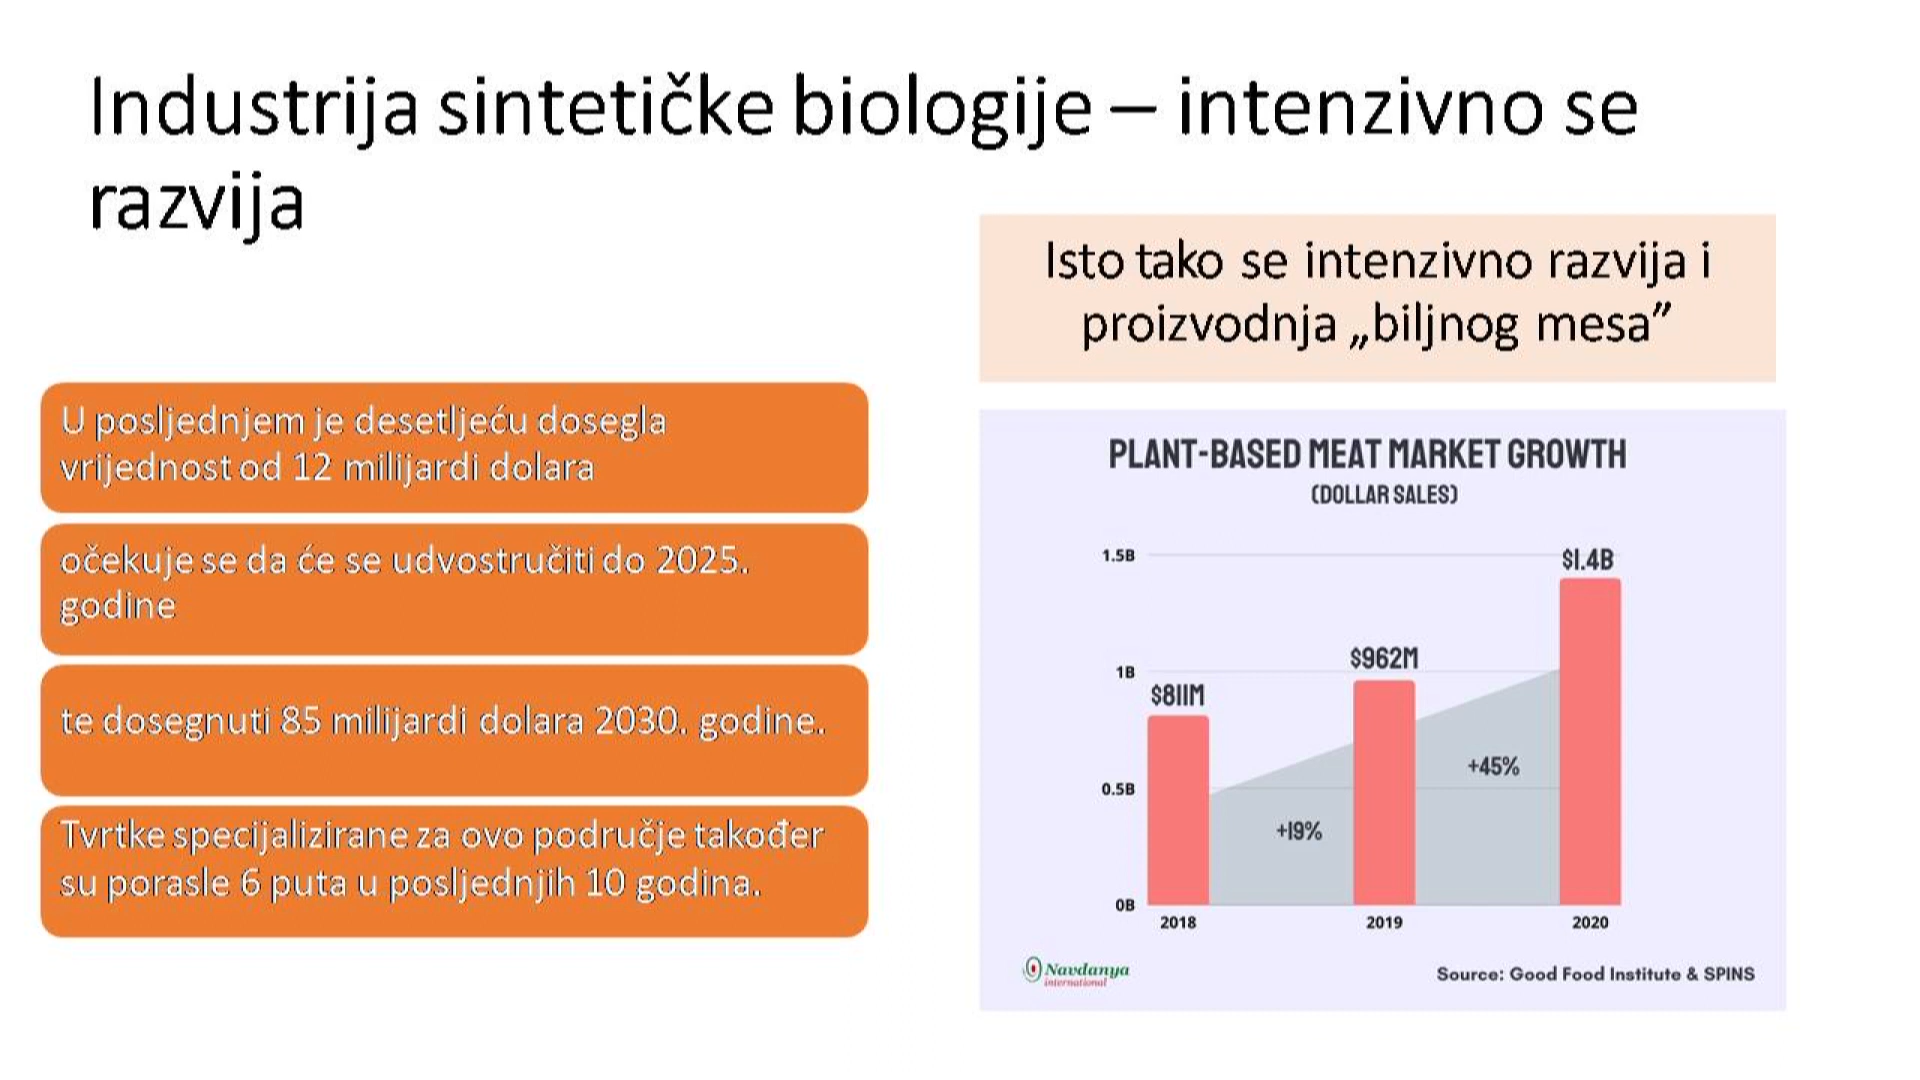 Industrija sintetičke biologije – intenzivno se
razvija
Isto tako se intenzivno razvija i
proizvodnja „biljnog mesa”
U posljednjem je desetljeću dosegla
vrijednost od 12 milijardi dolara
očekuje se da će se udvostručiti do 2025.
godine
te dosegnuti 85 milijardi dolara 2030. godine.
Tvrtke specijalizirane za ovo područje također
su porasle 6 puta u posljednjih 10 godina.
PLANT-BASED MEAT MARKET GROWTH
(DOLLAR SALES)
1.5B
$1.4B
$962M
1B
$811M
+45%
0.5B
+19%
0B
2018
2019
2020
Navdanya
international
Source: Good Food Institute & SPINS